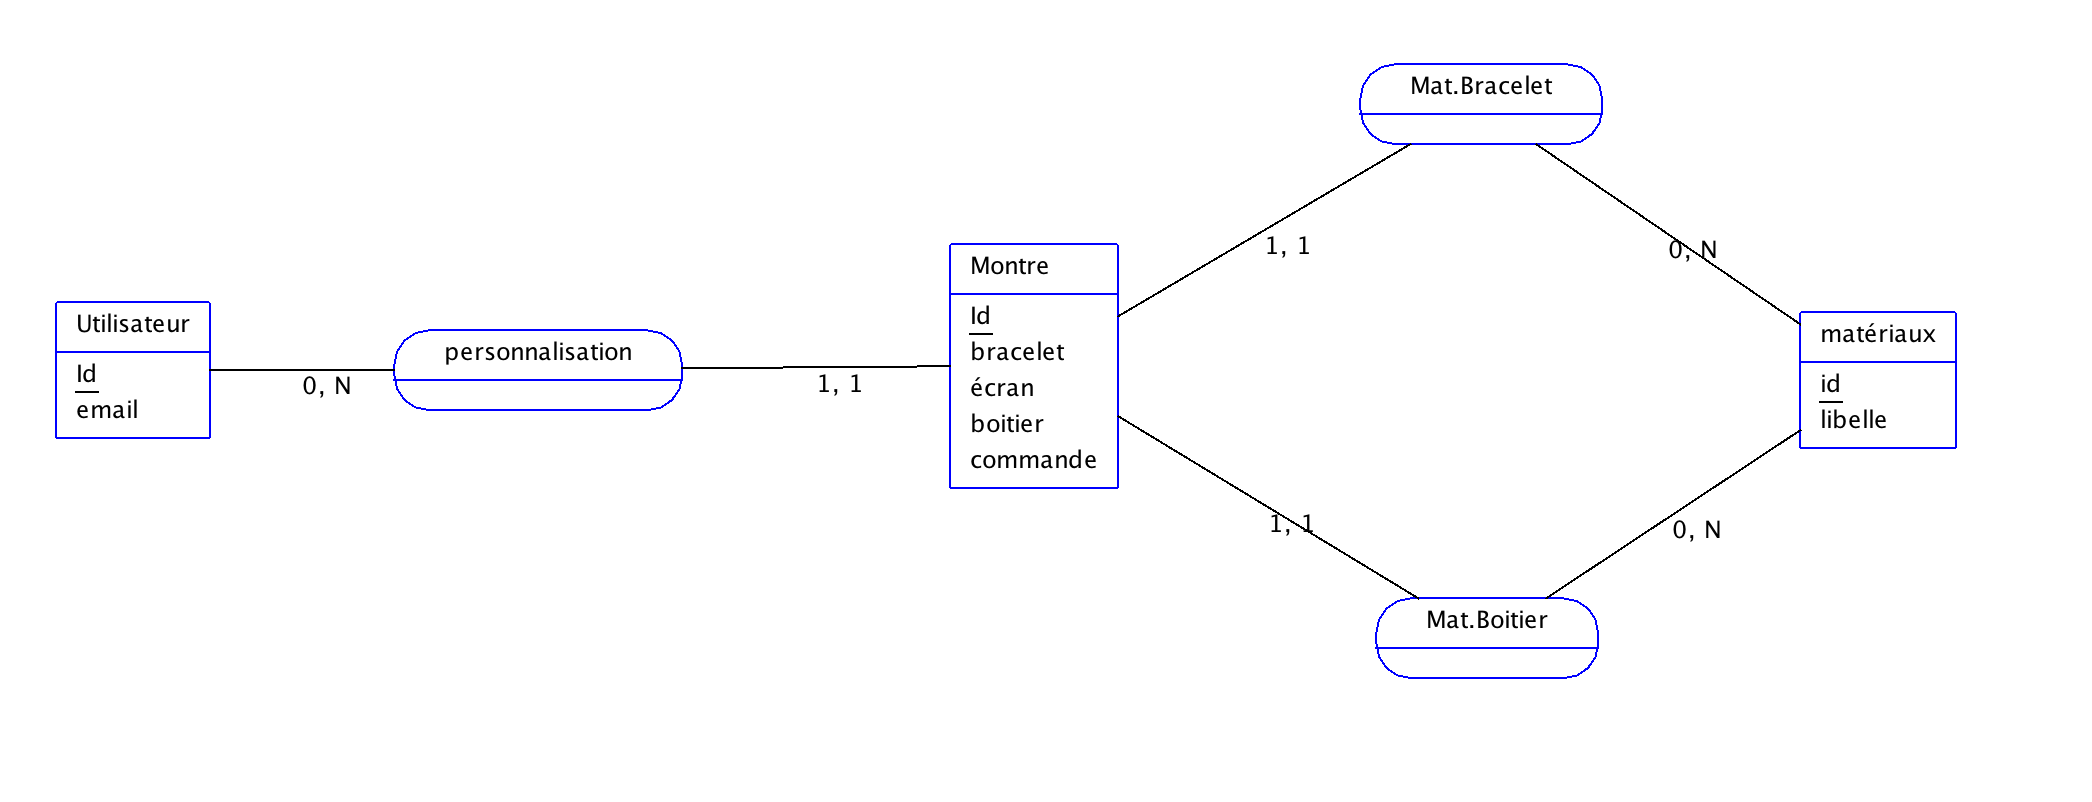 Utilisateur
Id
email
0, N
personnalisation
1, 1
Montre
Id
bracelet
écran
boitier
commande
1, 1
Mat.Bracelet
0, N
1, 1
Mat.Boitier
0, N
matériaux
id
libelle